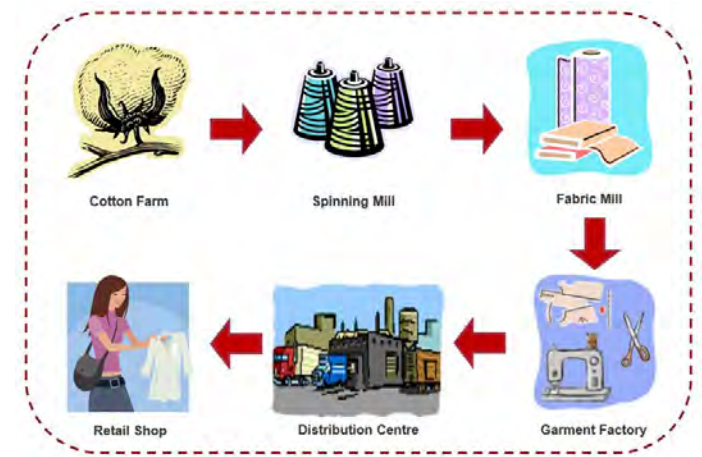 Cotton Farm
Spinning Mill
Fabric Mill
Retail Shop
Distribution Centre
Garment Factory